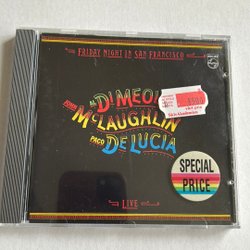 FRIDAY NIGHT IN SAN FRANCISCO
AL DI MEOLA
JOHN McLAUGHLIN
PACO DE LUCIA
LIVE
SPECIAL
PRICE